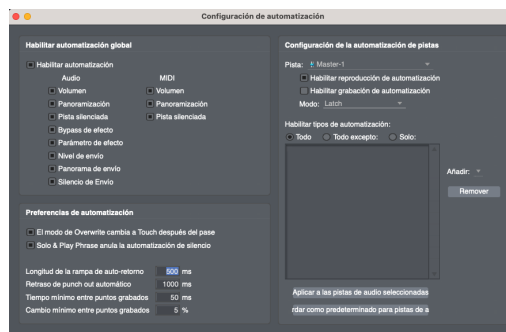 Configuración de automatización
Habilitar automatización global
Habilitar automatización
Audio MIDI
Volumen Volumen
Panoramización Panoramización
Pista silenciada Pista silenciada
Bypass de efecto
Parámetro de efecto
Nivel de envío
Panorama de envío
Silencio de Envío
Preferencias de automatización
El modo de Overwrite cambia a Touch después del pase
Solo & Play Phrase anula la automatización de silencio
Longitud de la rampa de auto-retorno 500 ms
Retraso de punch out automático 1000 ms
Tiempo mínimo entre puntos grabados 50 ms
Cambio mínimo entre puntos grabados 5 %
Configuración de la automatización de pistas
Pista: Master-1
Habilitar reproducción de automatización
Habilitar grabación de automatización
Modo: Latch
Habilitar tipos de automatización:
Todo Todo excepto: Solo:
Añadir:
Remover
Aplicar a las pistas de audio seleccionadas
rdar como predeterminado para pistas de a